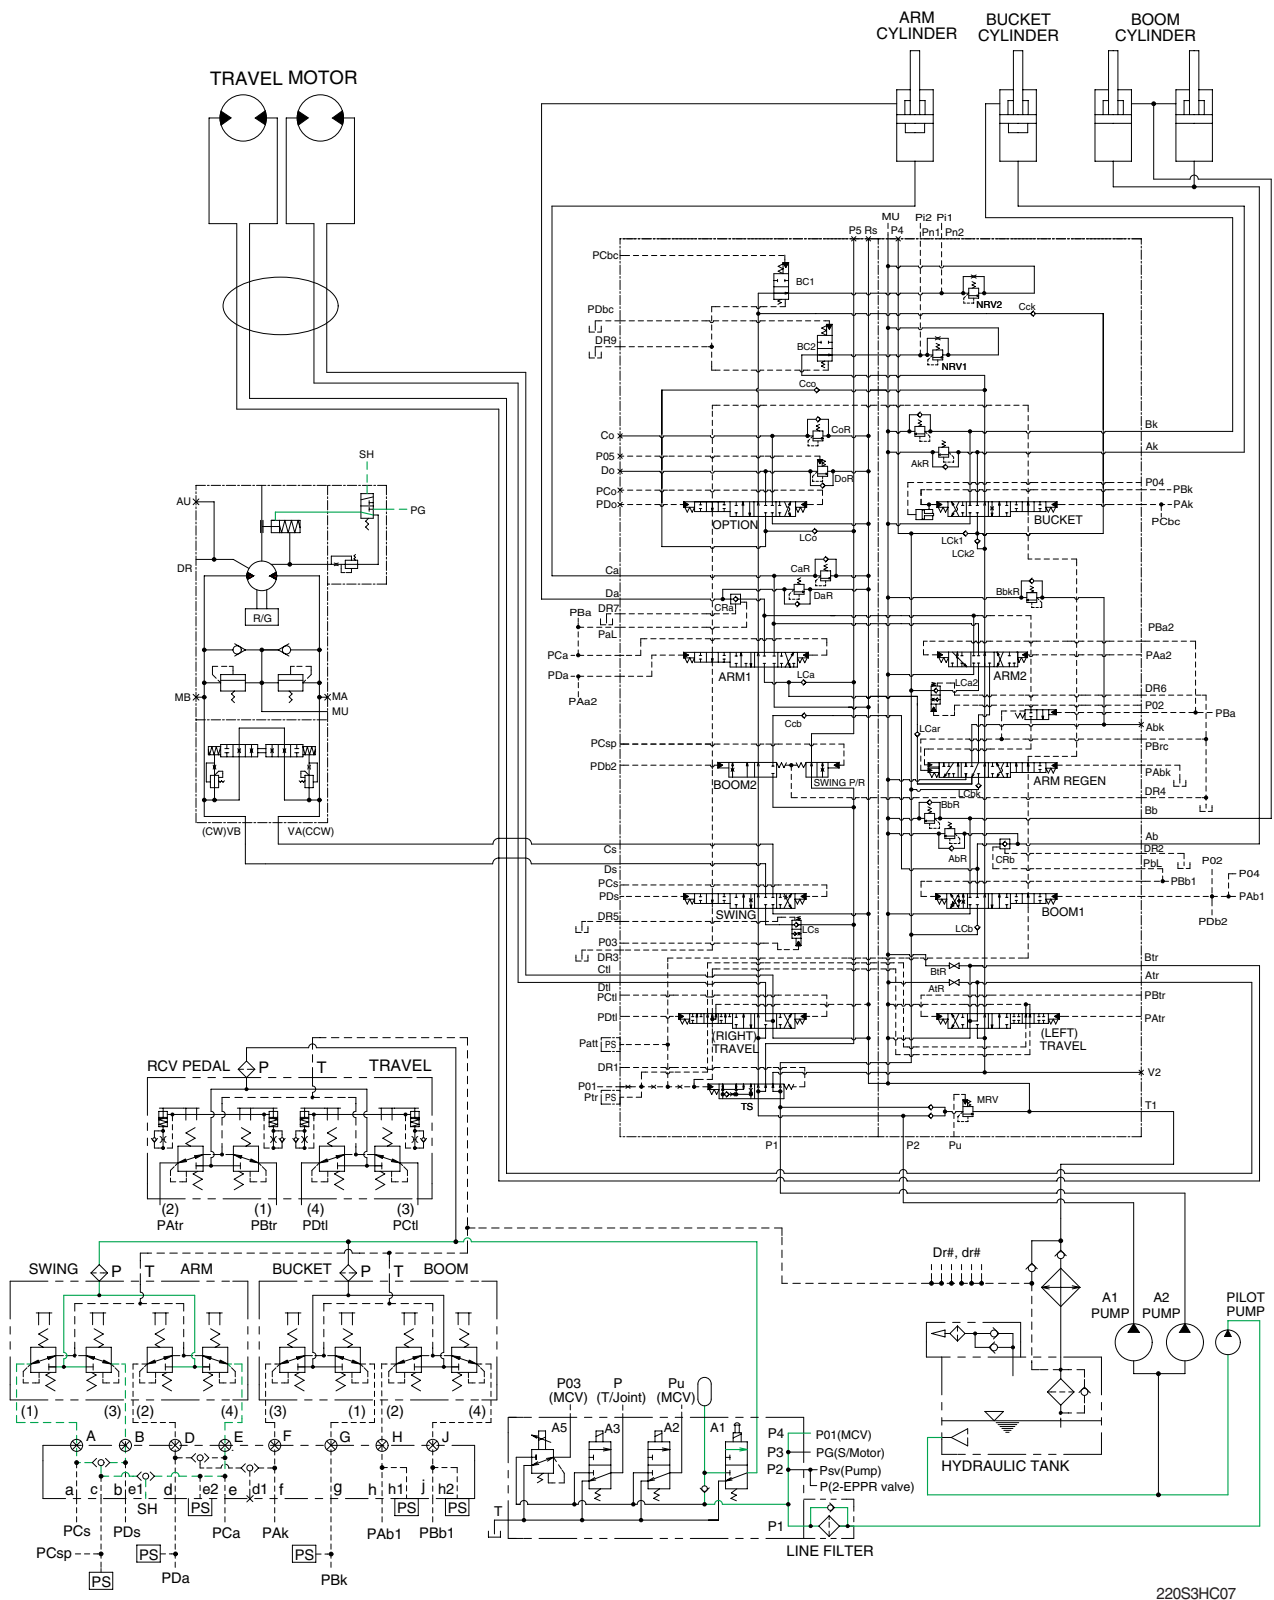 ARM
CYLINDER
BUCKET
CYLINDER
BOOM
CYLINDER
TRAVEL MOTOR
MU
Pi2 Pi1
P5 Rs
P4
Pn1
Pn2
PCbc
BC1
NRV2
Cck
PDbc
DR9
BC2
NRV1
Cco
Co
CoR
Bk
P05
AkR
Ak
Do
DoR
PCo
P04
PBk
PDo
PAk
OPTION
BUCKET
PCbc
LCo
LCk1
LCk2
SH
AU
PG
DR
R/G
MB
MA
MU
(CW)VB
VA(CCW)
Ca
CaR
BbkR
Da
DaR
CRa
PBa
DR7
PaL
PBa2
PCa
PAa2
PDa
ARM1
ARM2
LCa
LCa2
DR6
PAa2
P02
PBa
Ccb
LCar
Abk
PCsp
PBrc
PDb2
PAbk
BOOM2
SWING P/R
ARM REGEN
LCbk
DR4
BbR
Bb
AbR
CRb
Ab
Cs
DR2
Ds
PbL
P02
PCs
PBb1
P04
PDs
PAb1
SWING
BOOM1
DR5
LCs
LCb
PDb2
P03
DR3
Btr
Ctl
BtR
Atr
Dtl
AtR
PCtl
PBtr
PDtl
PAtr
(RIGHT)
TRAVEL
(LEFT)
TRAVEL
Patt
PS
DR1
V2
P01
Ptr
PS
TS
MRV
T1
P1
P2
Pu
RCV PEDAL
P
T
TRAVEL
(2)
(1)
(4)
(3)
PAtr
PBtr
PDtl
PCtl
SWING
P
T
ARM
BUCKET
P
T
BOOM
(1)
(3)
(2)
(4)
(3)
(1)
(2)
(4)
A
B
D
E
F
G
H
J
a
c
b
e1
d
e2
e
d1
f
g
h
h1
j
h2
SH
PS
PS
PS
PCs
PDs
PCa
PAk
PAb1
PBb1
PCsp
PS
PS
PS
PDa
PBk
P03
(MCV)
P
(T/Joint)
Pu
(MCV)
A5
A3
A2
A1
P4
P01(MCV)
P3
PG(S/Motor)
P2
Psv(Pump)
P(2-EPPR valve)
T
P1
LINE FILTER
Dr#, dr#
A1
PUMP
A2
PUMP
PILOT
PUMP
HYDRAULIC TANK
220S3HC07